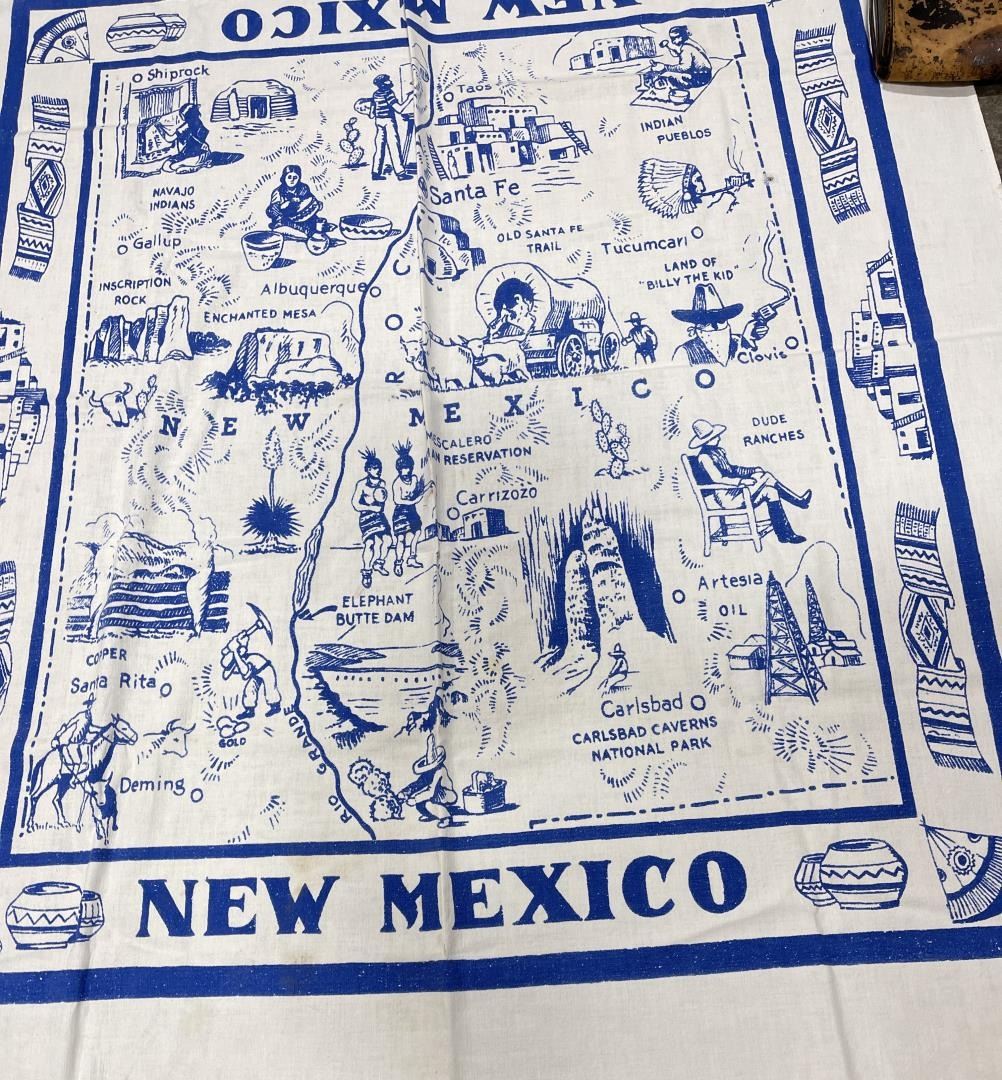 NEW MEXICO
Shiprock
Taos
INDIAN
PUEBLOS
NAVAJO
INDIANS
Santa Fe
Gallup
OLD SANTA FE
TRAIL
Tucumcari
LAND OF
"BILLY THE KID"
INSCRIPTION
ROCK
Albuquerque
ENCHANTED MESA
Clovis
NEW MEXICO
DUDE
RANCHES
RESERVATION
Carrizozo
Artesia
OIL
ELEPHANT
BUTTE DAM
COPPER
Santa Rita
GOLD
Carlsbad
CARLSBAD CAVERNS
NATIONAL PARK
Deming
RIO GRANDE
NEW MEXICO